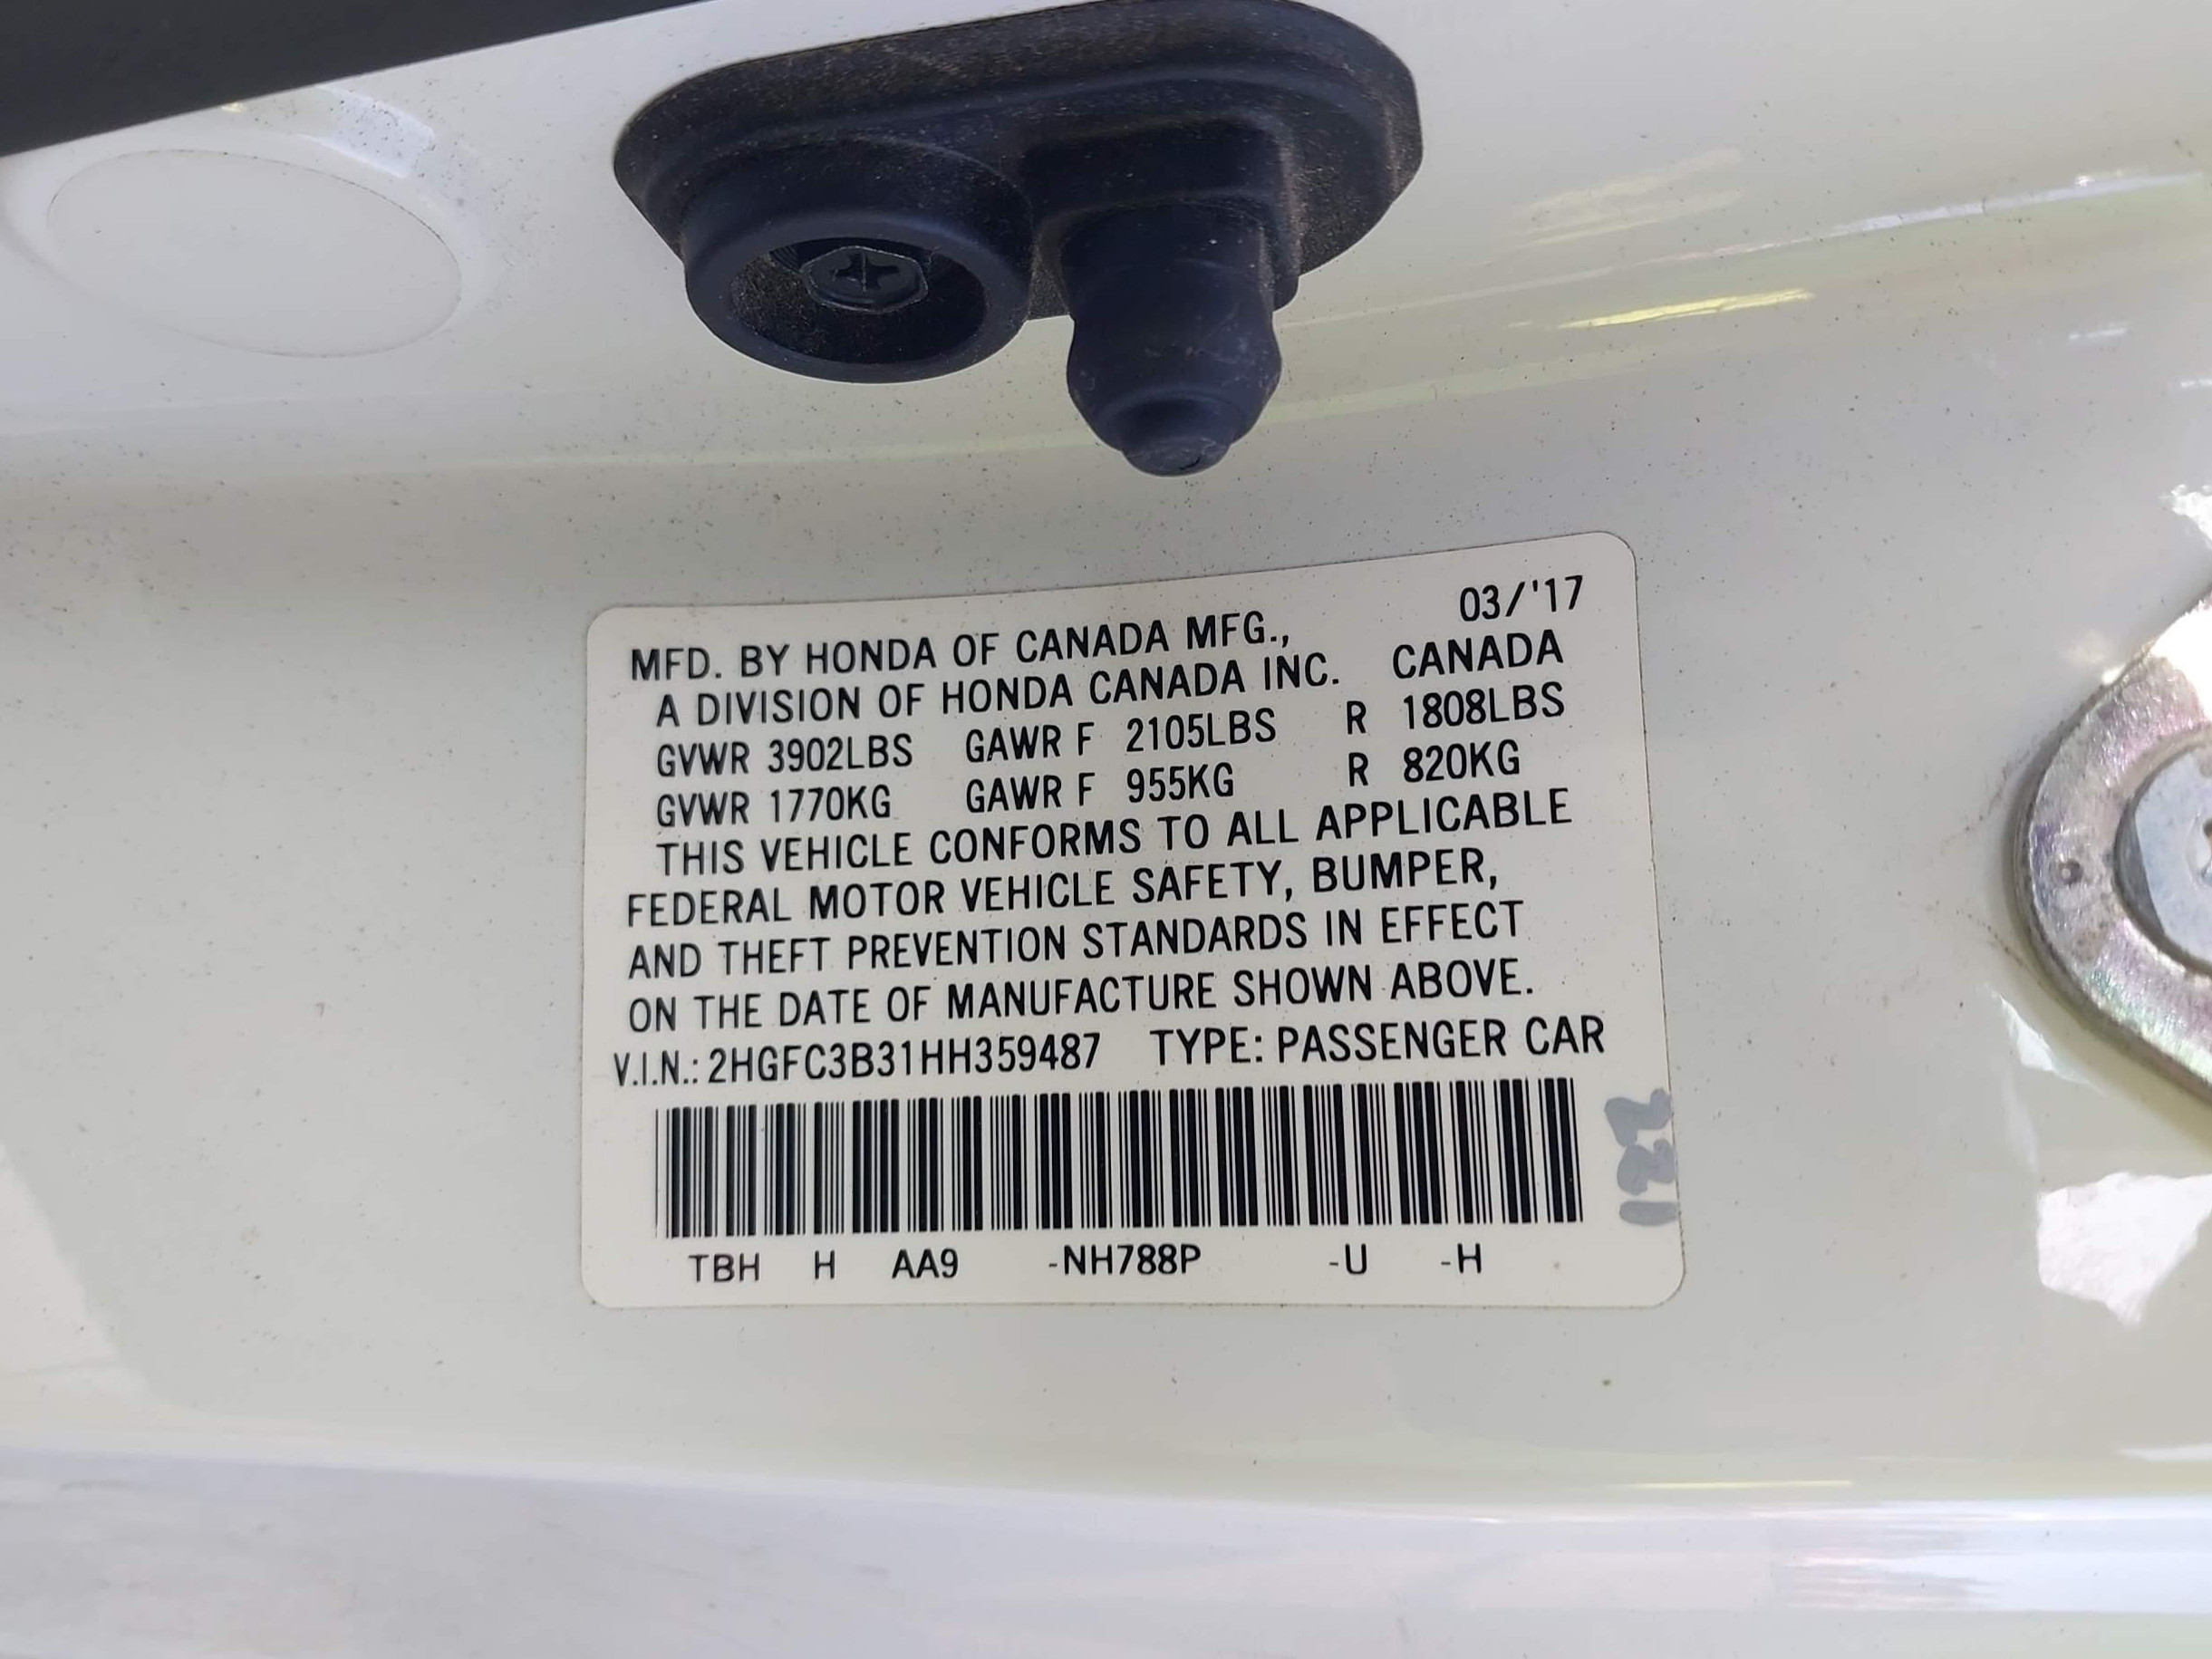 03/'17
MFD. BY HONDA OF CANADA MFG.,
A DIVISION OF HONDA CANADA INC. CANADA
GVWR 3902LBS GAWR F 2105LBS R 1808LBS
GVWR 1770KG GAWR F 955KG R 820KG
THIS VEHICLE CONFORMS TO ALL APPLICABLE
FEDERAL MOTOR VEHICLE SAFETY, BUMPER,
AND THEFT PREVENTION STANDARDS IN EFFECT
ON THE DATE OF MANUFACTURE SHOWN ABOVE.
V.I.N.: 2HGFC3B31HH359487 TYPE: PASSENGER CAR
122
TBH H AA9 -NH788P -U -H